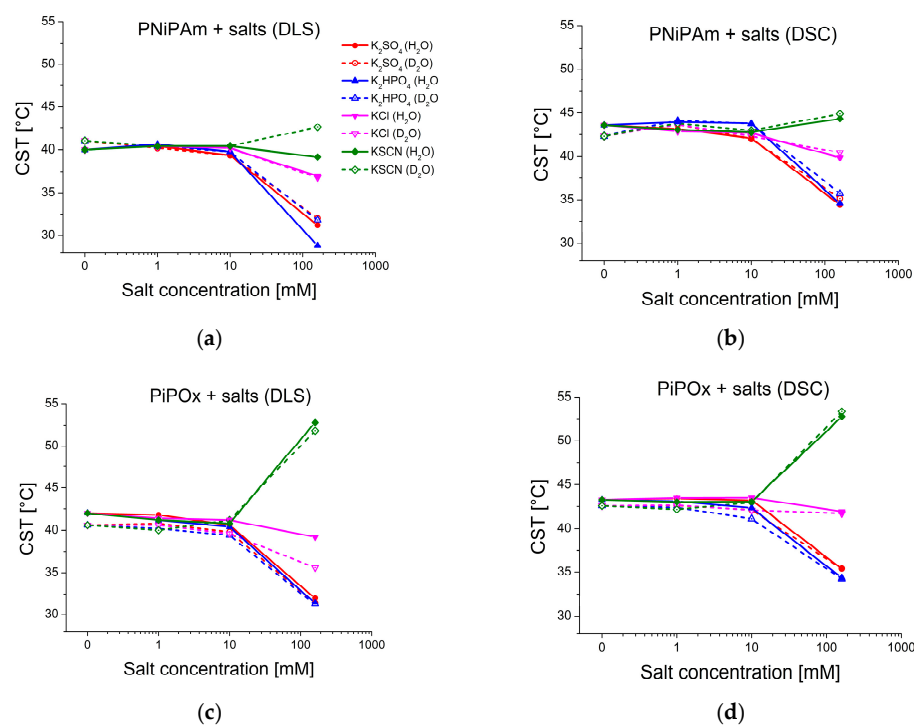 PNiPAm + salts (DLS)
55
50
45
40
35
30
CST [°C]
K₂SO₄ (H₂O)
K₂SO₄ (D₂O)
K₂HPO₄ (H₂O
K₂HPO₄ (D₂O
KCl (H₂O)
KCl (D₂O)
KSCN (H₂O)
KSCN (D₂O)
0 1 10 100 1000
Salt concentration [mM]
(a)
PNiPAm + salts (DSC)
55
50
45
40
35
30
CST [°C]
0 1 10 100 1000
Salt concentration [mM]
(b)
PiPOx + salts (DLS)
55
50
45
40
35
30
CST [°C]
0 1 10 100 1000
Salt concentration [mM]
(c)
PiPOx + salts (DSC)
55
50
45
40
35
30
CST [°C]
0 1 10 100 1000
Salt concentration [mM]
(d)